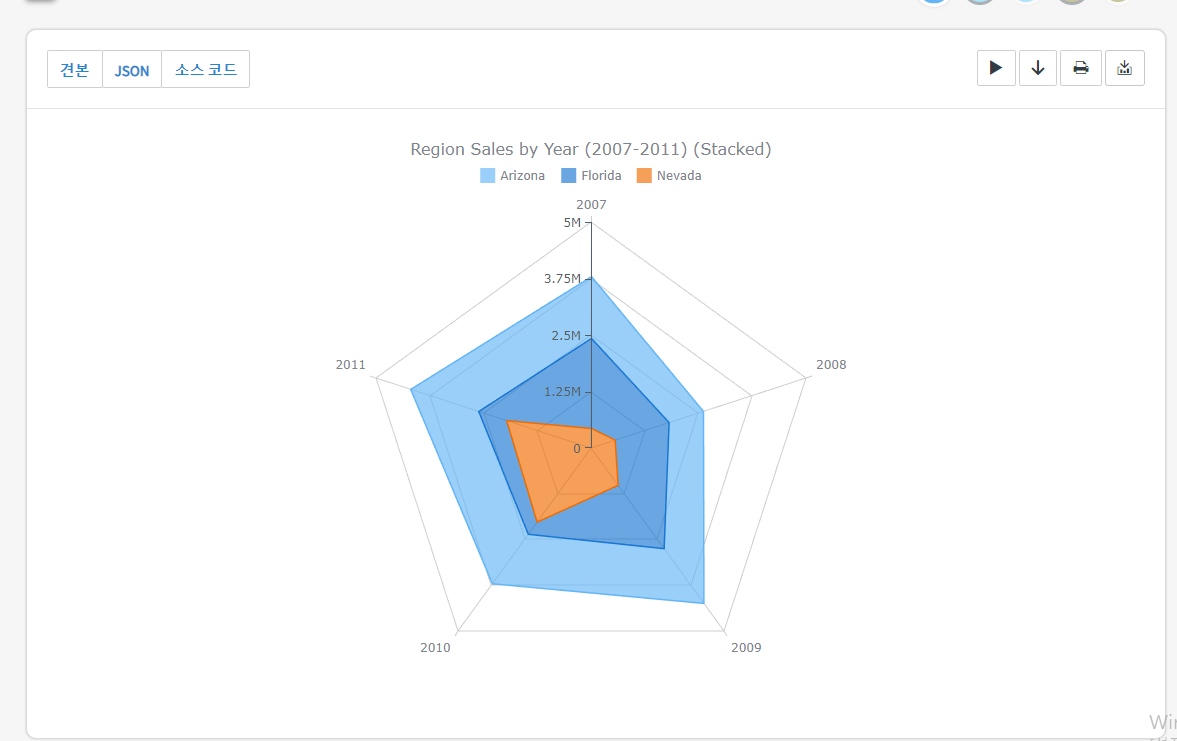 견본 JSON 소스 코드
Region Sales by Year (2007-2011) (Stacked)
Arizona Florida Nevada
2007
5M
3.75M
2.5M
2011
2008
1.25M
0
2010
2009